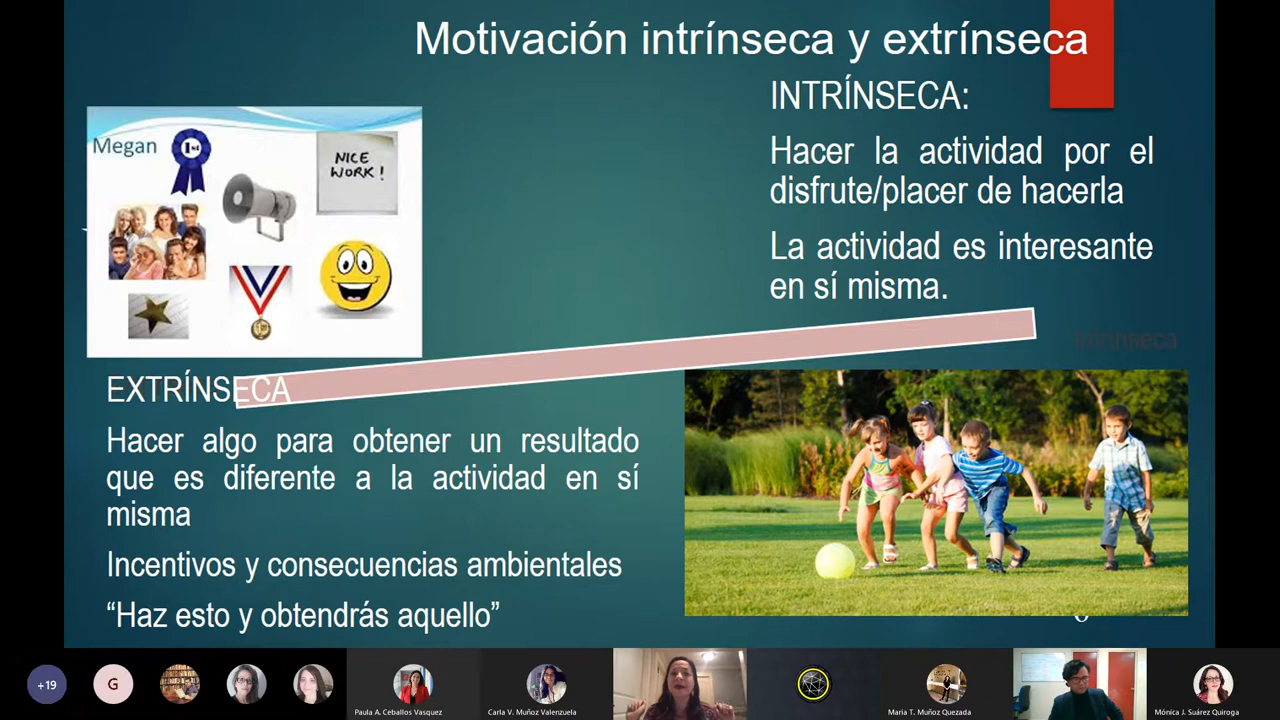 Motivación intrínseca y extrínseca
INTRÍNSECA:
Hacer la actividad por el
disfrute/placer de hacerla
La actividad es interesante
en sí misma.
Megan
1st
NICE
WORK!
Intrínseca
EXTRÍNSECA
Hacer algo para obtener un resultado
que es diferente a la actividad en sí
misma
Incentivos y consecuencias ambientales
“Haz esto y obtendrás aquello”
+19
G
Paula A. Ceballos Vasquez
Carla V. Muñoz Valenzuela
Maria T. Muñoz Quezada
Mónica J. Suárez Quiroga